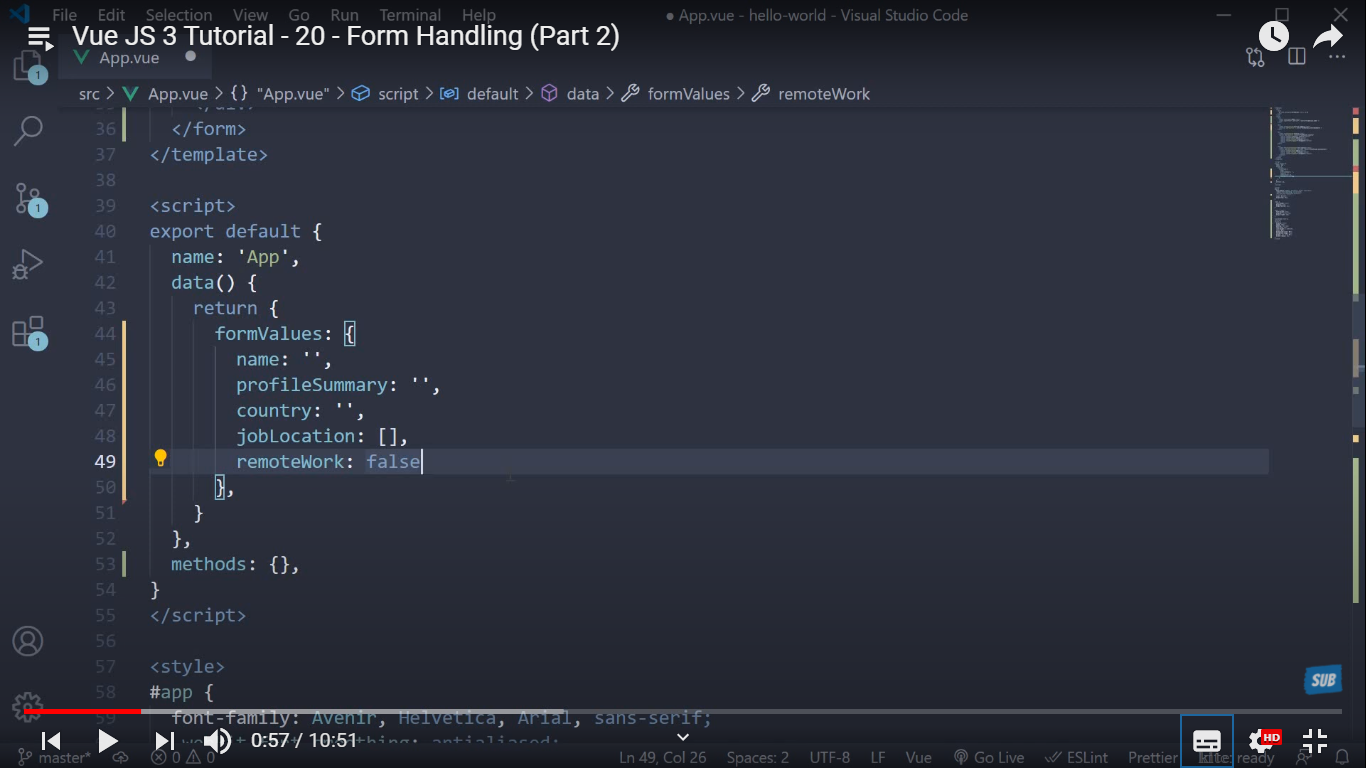 File Edit Selection View Go Run Terminal Help
● App.vue - hello-world - Visual Studio Code
Vue JS 3 Tutorial - 20 - Form Handling (Part 2)
App.vue
src > App.vue > {} "App.vue" > script > default > data > formValues > remoteWork
36 </form>
37 </template>
38
39 <script>
40 export default {
41 name: 'App',
42 data() {
43 return {
44 formValues: {
45 name: '',
46 profileSummary: '',
47 country: '',
48 jobLocation: [],
49 remoteWork: false
50 },
51 }
52 },
53 methods: {},
54 }
55 </script>
56
57 <style>
58 #app {
59 font-family: Avenir, Helvetica, Arial, sans-serif;
1
1
1
SUB
0:57 / 10:51
HD
master*
0 0
Ln 49, Col 26 Spaces: 2 UTF-8 LF Vue Go Live ESLint Prettier kite: ready